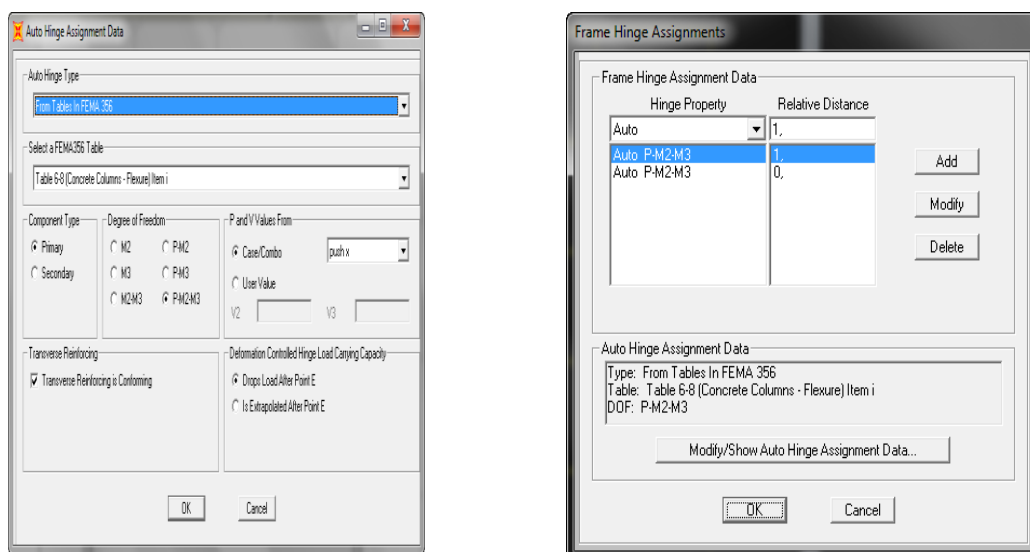 Auto Hinge Assignment Data
Auto Hinge Type
From Tables In FEMA 356
Select a FEMA356 Table
Table 6-8 (Concrete Columns - Flexure) Item i
Component Type
Primary
Secondary
Degree of Freedom
M2 P-M2
M3 P-M3
M2-M3 P-M2-M3
P and V Values From
Case/Combo push x
User Value
V2 V3
Transverse Reinforcing
Transverse Reinforcing is Conforming
Deformation Controlled Hinge Load Carrying Capacity
Drops Load After Point E
Is Extrapolated After Point E
OK Cancel
Frame Hinge Assignments
Frame Hinge Assignment Data
Hinge Property Relative Distance
Auto 1,
Auto P-M2-M3 1,
Auto P-M2-M3 0,
Add
Modify
Delete
Auto Hinge Assignment Data
Type: From Tables In FEMA 356
Table: Table 6-8 (Concrete Columns - Flexure) Item i
DOF: P-M2-M3
Modify/Show Auto Hinge Assignment Data...
OK Cancel